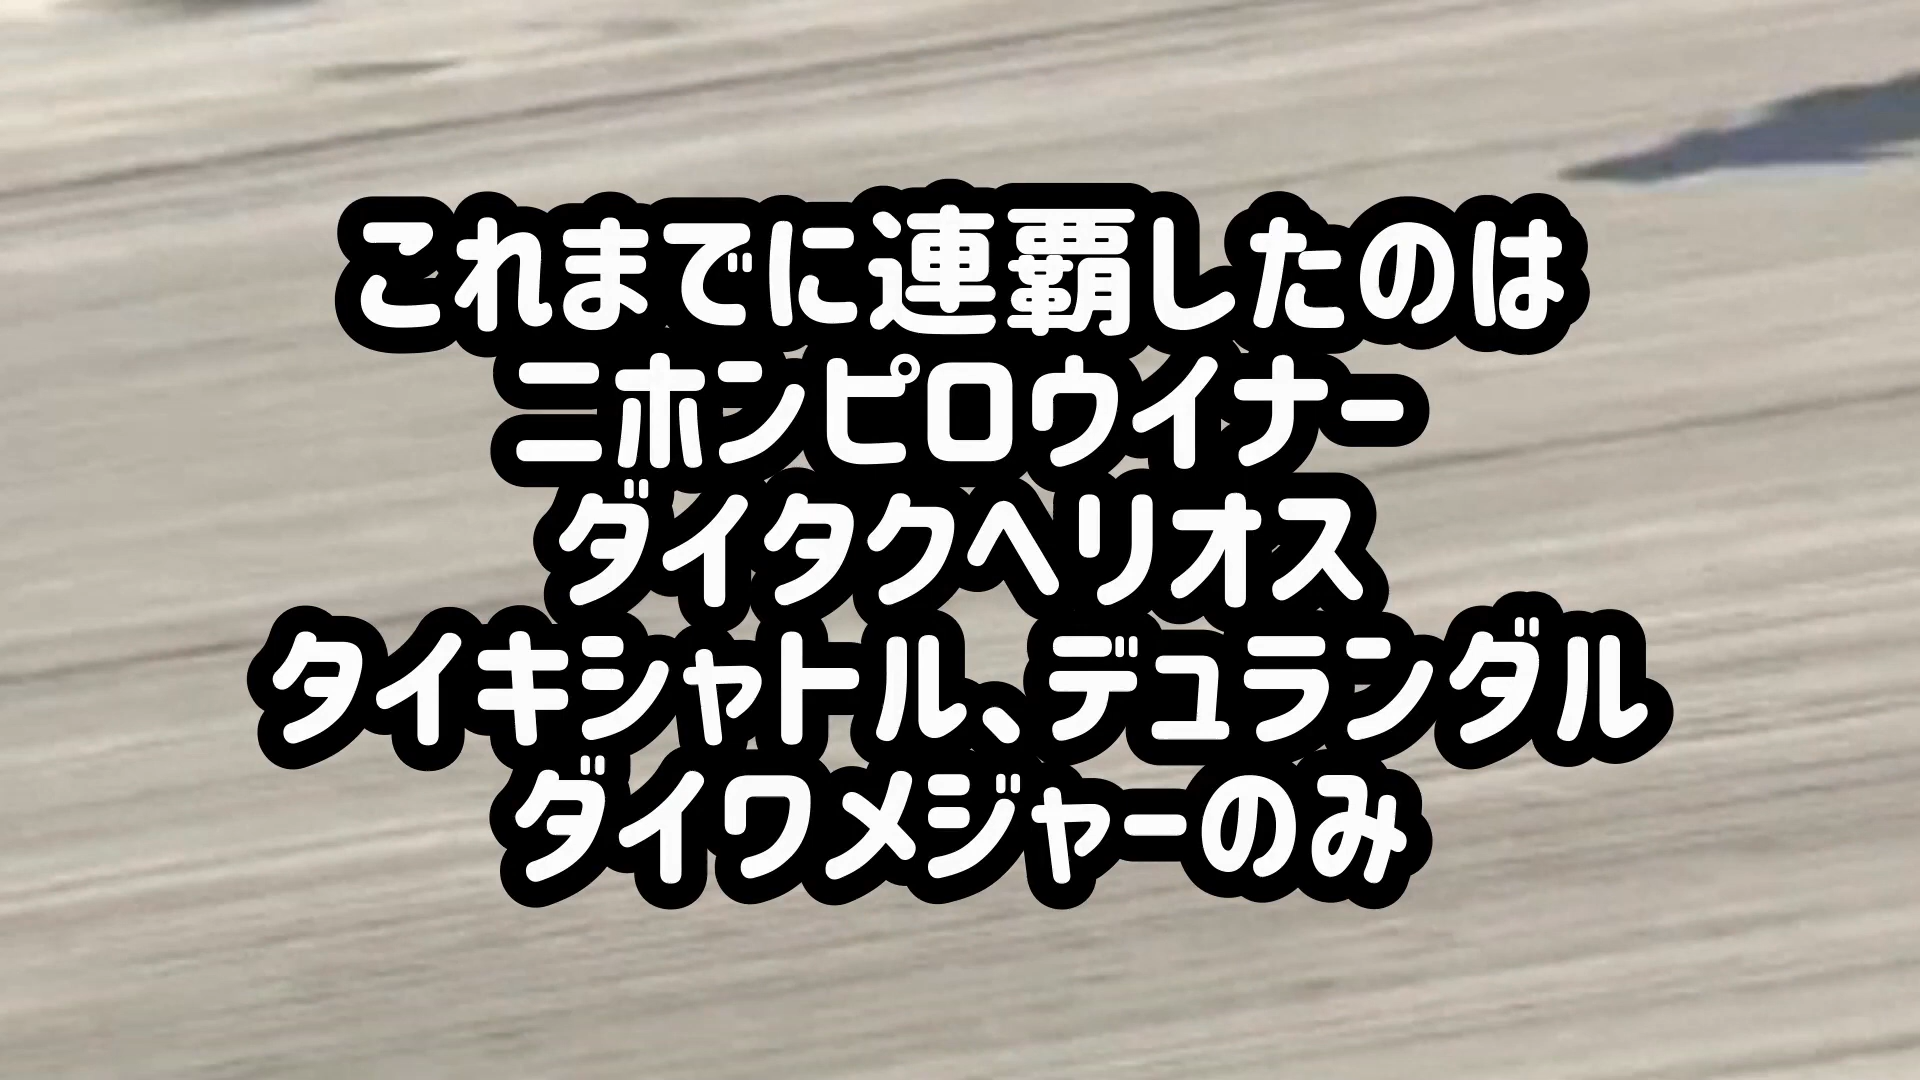 これまでに連覇したのは
ニホンピロウイナー
ダイタクヘリオス
タイキシャトル、デュランダル
ダイワメジャーのみ